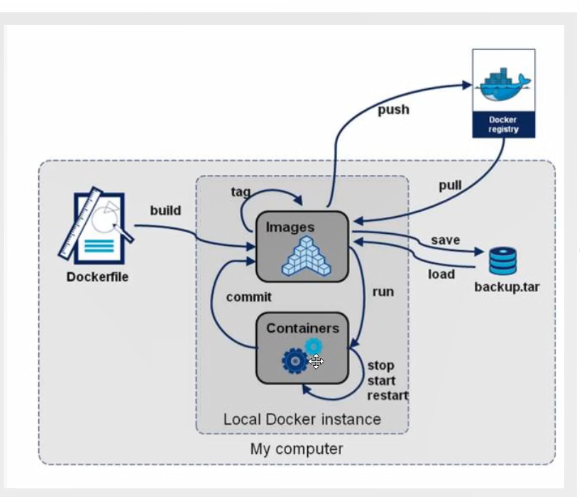 Docker
registry
push
pull
tag
build
Images
save
load
Dockerfile
backup.tar
commit
run
Containers
stop
start
restart
Local Docker instance
My computer